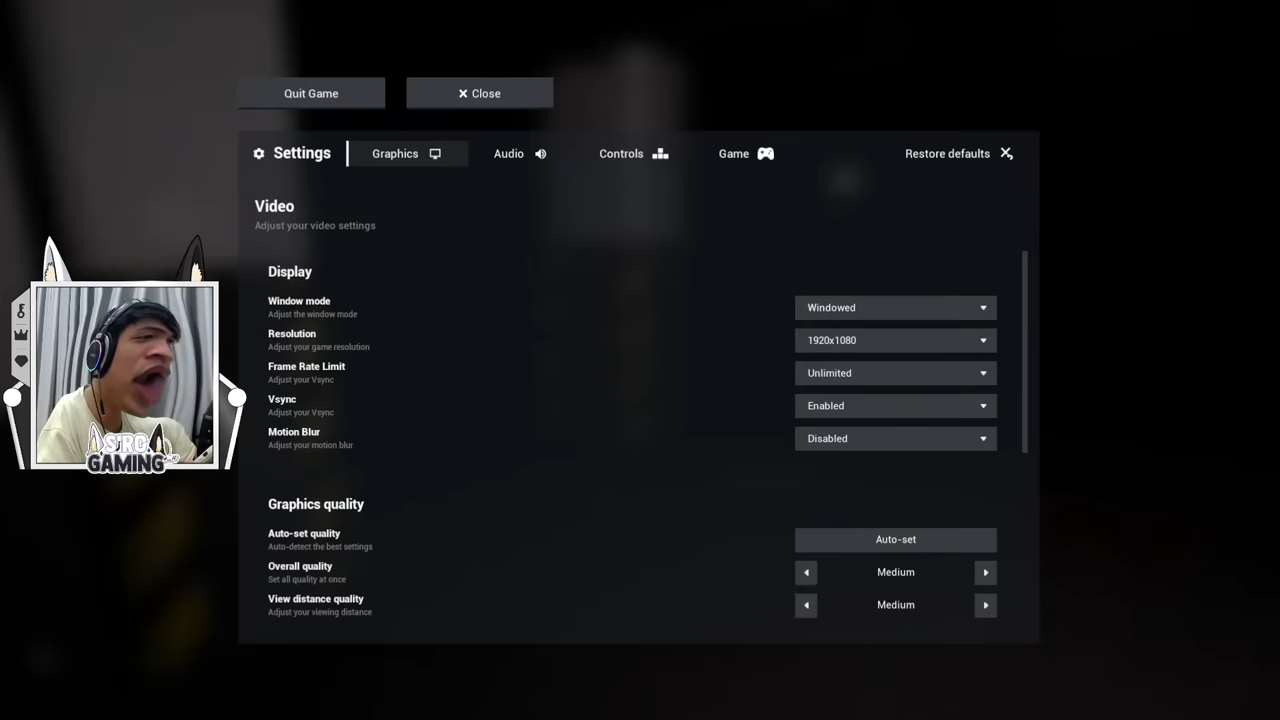 Quit Game
Close
Settings
Graphics
Audio
Controls
Game
Restore defaults
Video
Adjust your video settings
Display
Window mode
Adjust the window mode
Windowed
Resolution
Adjust your game resolution
1920x1080
Frame Rate Limit
Adjust your Vsync
Unlimited
Vsync
Adjust your Vsync
Enabled
Motion Blur
Adjust your motion blur
Disabled
Graphics quality
Auto-set quality
Auto-detect the best settings
Auto-set
Overall quality
Set all quality at once
Medium
View distance quality
Adjust your viewing distance
Medium
GAMING